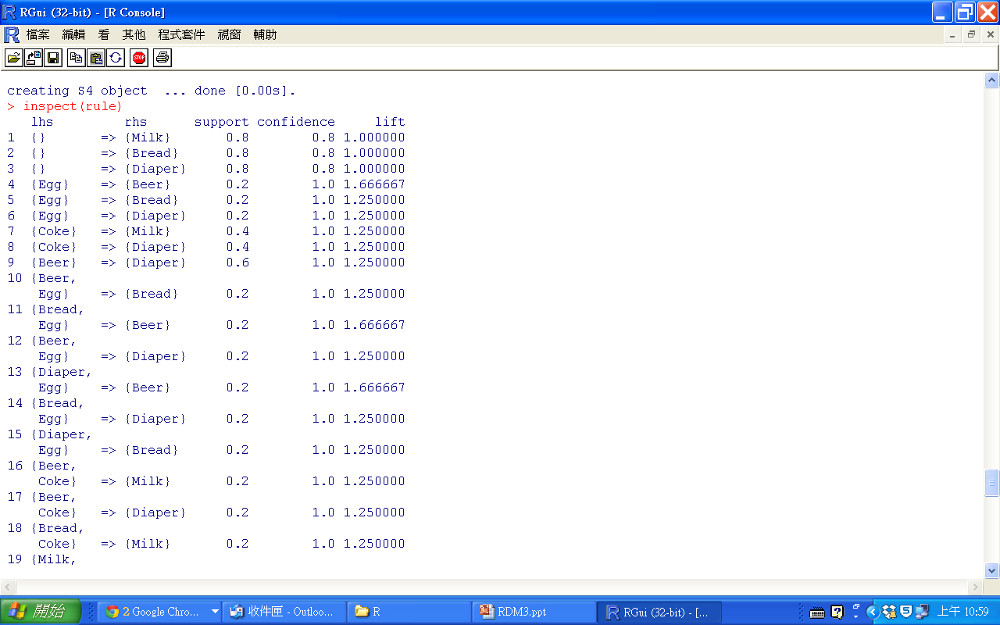 RGui (32-bit) - [R Console]
檔案 編輯 看 其他 程式套件 視窗 輔助
STOP
creating S4 object  ... done [0.00s].
> inspect(rule)
   lhs         rhs      support confidence     lift
1  {}       => {Milk}       0.8        0.8 1.000000
2  {}       => {Bread}      0.8        0.8 1.000000
3  {}       => {Diaper}     0.8        0.8 1.000000
4  {Egg}    => {Beer}       0.2        1.0 1.666667
5  {Egg}    => {Bread}      0.2        1.0 1.250000
6  {Egg}    => {Diaper}     0.2        1.0 1.250000
7  {Coke}   => {Milk}       0.4        1.0 1.250000
8  {Coke}   => {Diaper}     0.4        1.0 1.250000
9  {Beer}   => {Diaper}     0.6        1.0 1.250000
10 {Beer,
    Egg}    => {Bread}      0.2        1.0 1.250000
11 {Bread,
    Egg}    => {Beer}       0.2        1.0 1.666667
12 {Beer,
    Egg}    => {Diaper}     0.2        1.0 1.250000
13 {Diaper,
    Egg}    => {Beer}       0.2        1.0 1.666667
14 {Bread,
    Egg}    => {Diaper}     0.2        1.0 1.250000
15 {Diaper,
    Egg}    => {Bread}      0.2        1.0 1.250000
16 {Beer,
    Coke}   => {Milk}       0.2        1.0 1.250000
17 {Beer,
    Coke}   => {Diaper}     0.2        1.0 1.250000
18 {Bread,
    Coke}   => {Milk}       0.2        1.0 1.250000
19 {Milk,
開始 2 Google Chro... 收件匣 - Outloo... R RDM3.ppt RGui (32-bit) - [... 上午 10:59